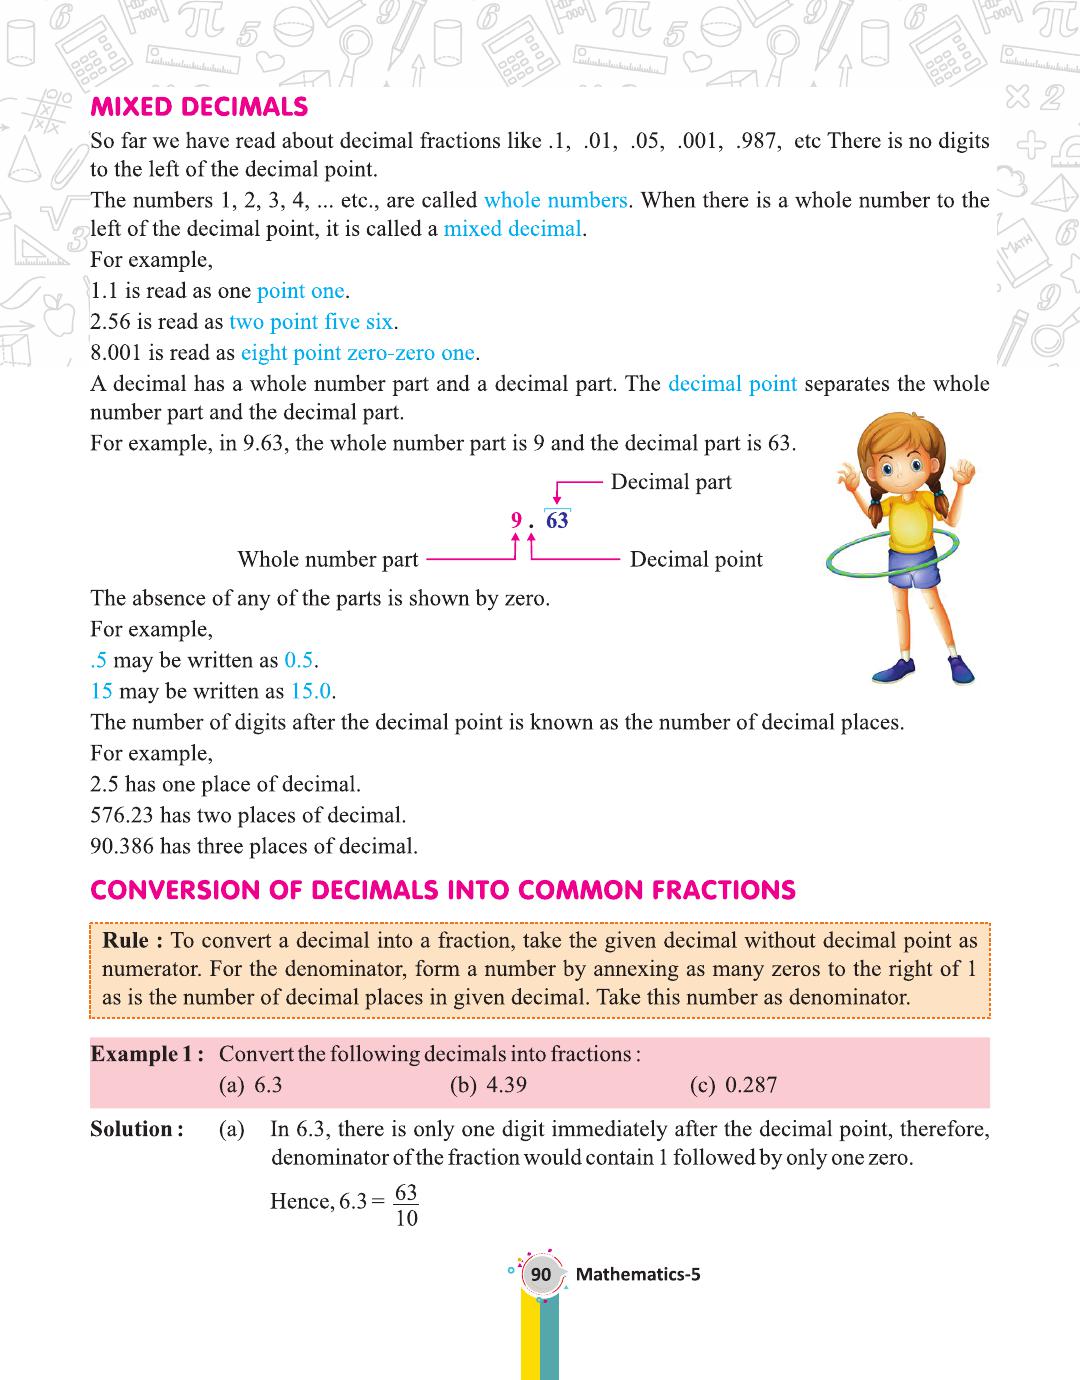 MIXED DECIMALS
So far we have read about decimal fractions like .1, .01, .05, .001, .987, etc There is no digits
to the left of the decimal point.
The numbers 1, 2, 3, 4, ... etc., are called whole numbers. When there is a whole number to the
left of the decimal point, it is called a mixed decimal.
For example,
1.1 is read as one point one.
2.56 is read as two point five six.
8.001 is read as eight point zero-zero one.
A decimal has a whole number part and a decimal part. The decimal point separates the whole
number part and the decimal part.
For example, in 9.63, the whole number part is 9 and the decimal part is 63.
Decimal part
9 . 63
Whole number part
Decimal point
The absence of any of the parts is shown by zero.
For example,
.5 may be written as 0.5.
15 may be written as 15.0.
The number of digits after the decimal point is known as the number of decimal places.
For example,
2.5 has one place of decimal.
576.23 has two places of decimal.
90.386 has three places of decimal.
CONVERSION OF DECIMALS INTO COMMON FRACTIONS
Rule : To convert a decimal into a fraction, take the given decimal without decimal point as
numerator. For the denominator, form a number by annexing as many zeros to the right of 1
as is the number of decimal places in given decimal. Take this number as denominator.
Example 1 : Convert the following decimals into fractions :
(a) 6.3 (b) 4.39 (c) 0.287
Solution : (a) In 6.3, there is only one digit immediately after the decimal point, therefore,
denominator of the fraction would contain 1 followed by only one zero.
Hence, 6.3 = 63/10
90 Mathematics-5